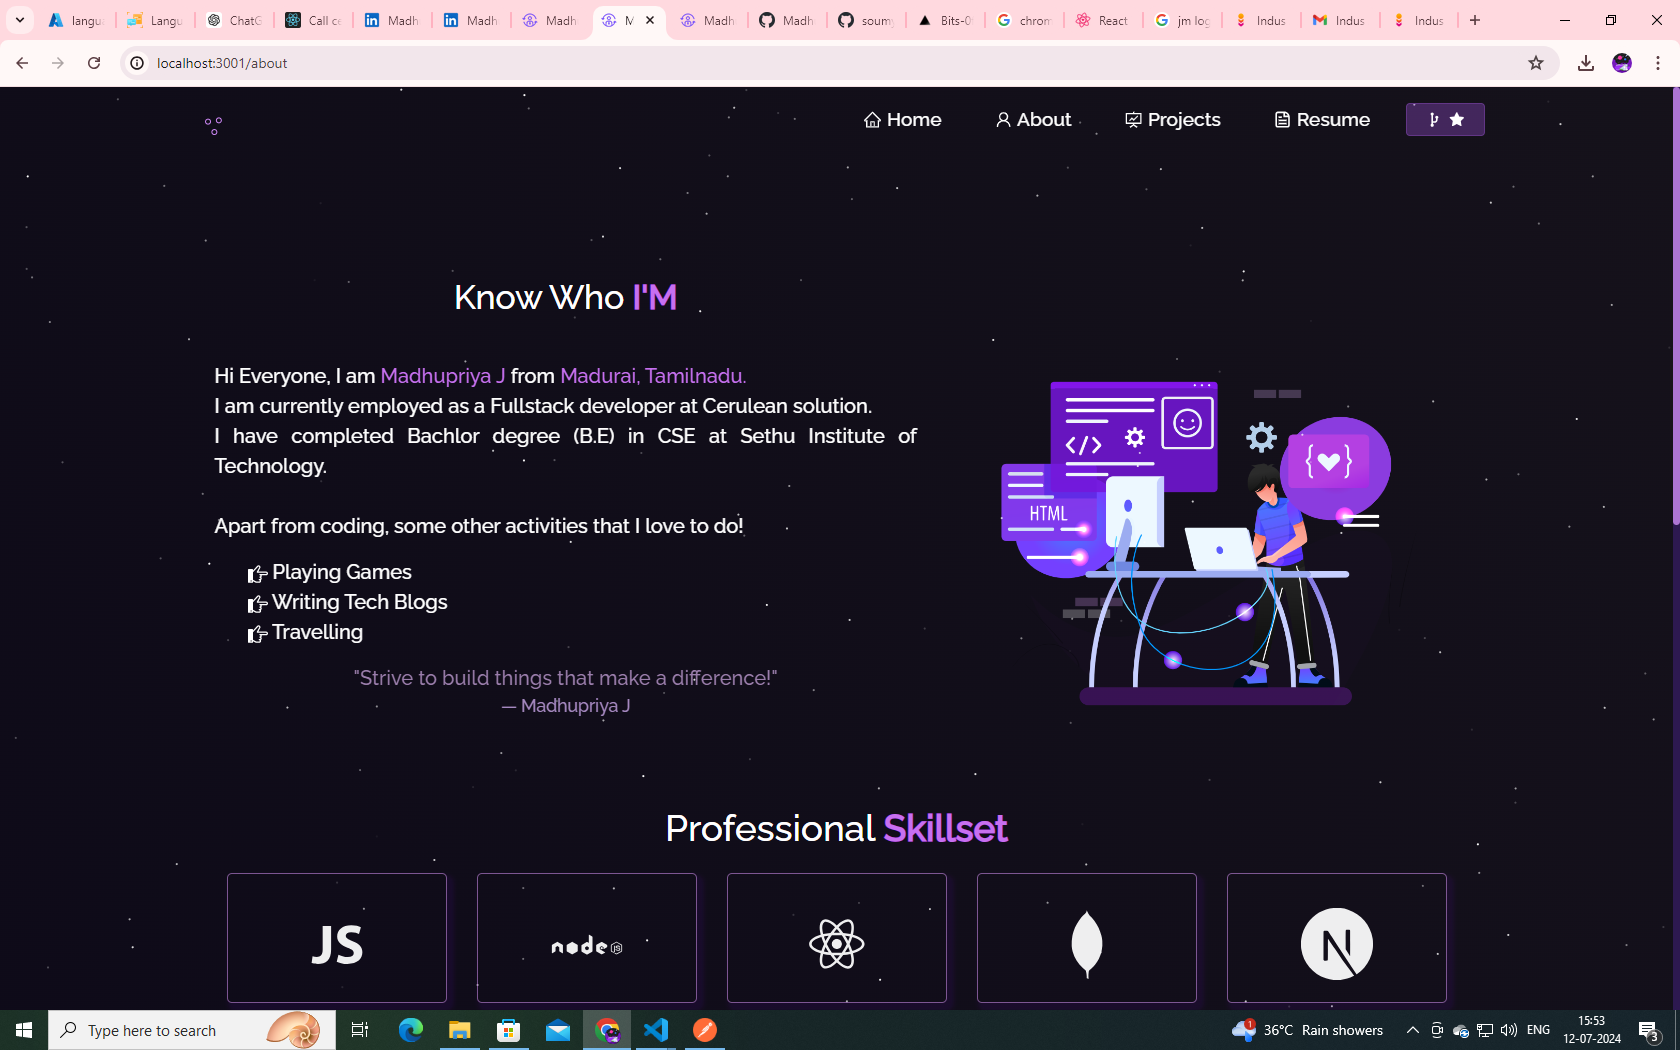 langu
Langu
ChatG
Call ce
Madh
Madh
Madh
M
Madh
Madh
soum
Bits-0
chrom
React
jm log
Indus
Indus
Indus
localhost:3001/about
Home
About
Projects
Resume
Know Who I'M
Hi Everyone, I am Madhupriya J from Madurai, Tamilnadu.
I am currently employed as a Fullstack developer at Cerulean solution.
I have completed Bachlor degree (B.E) in CSE at Sethu Institute of
Technology.
Apart from coding, some other activities that I love to do!
Playing Games
Writing Tech Blogs
Travelling
"Strive to build things that make a difference!"
— Madhupriya J
HTML
Professional Skillset
JS
node JS
N
Type here to search
1
36°C Rain showers
ENG
15:53
12-07-2024
3